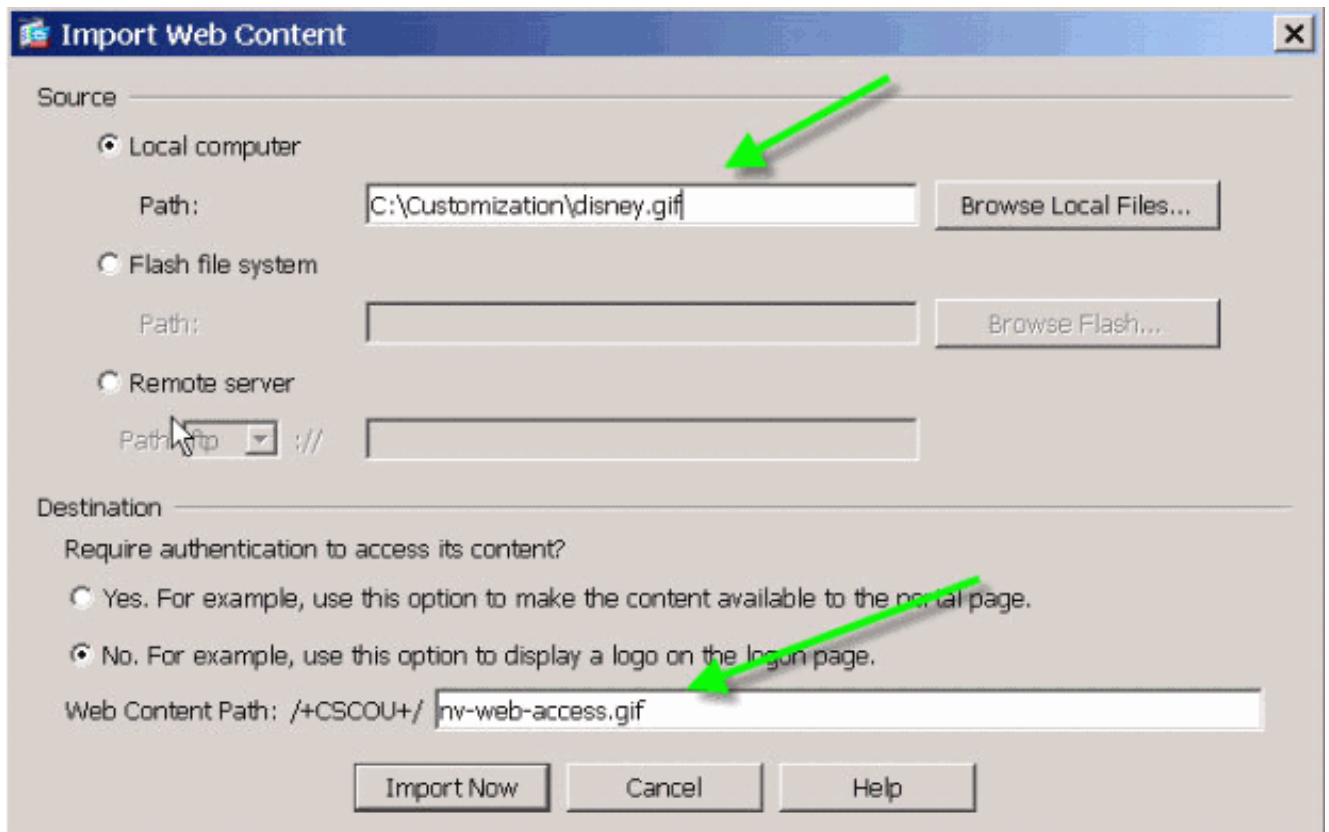 Import Web Content
Source
Local computer
Path: C:\Customization\disney.gif Browse Local Files...
Flash file system
Path: Browse Flash...
Remote server
Path ftp ://
Destination
Require authentication to access its content?
Yes. For example, use this option to make the content available to the portal page.
No. For example, use this option to display a logo on the logon page.
Web Content Path: /+CSCOU+/ nv-web-access.gif
Import Now Cancel Help